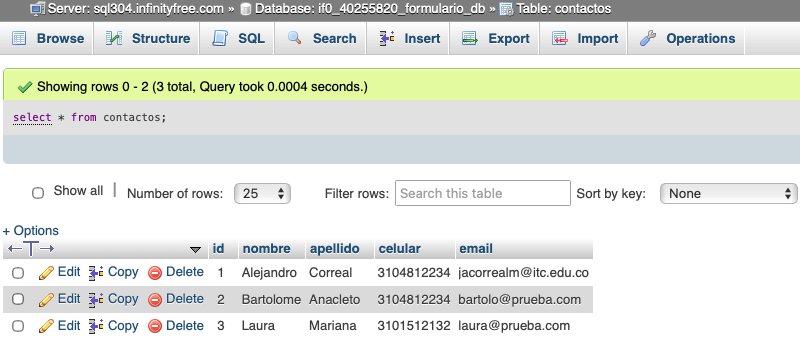 Server: sql304.infinityfree.com » Database: if0_40255820_formulario_db » Table: contactos
Browse Structure SQL Search Insert Export Import Operations
Showing rows 0 - 2 (3 total, Query took 0.0004 seconds.)
select * from contactos;
Show all | Number of rows: 25 Filter rows: Search this table Sort by key: None
+ Options
←T→ id nombre apellido celular email
Edit Copy Delete 1 Alejandro Correal 3104812234 jacorrealm@itc.edu.co
Edit Copy Delete 2 Bartolome Anacleto 3104812234 bartolo@prueba.com
Edit Copy Delete 3 Laura Mariana 3101512132 laura@prueba.com